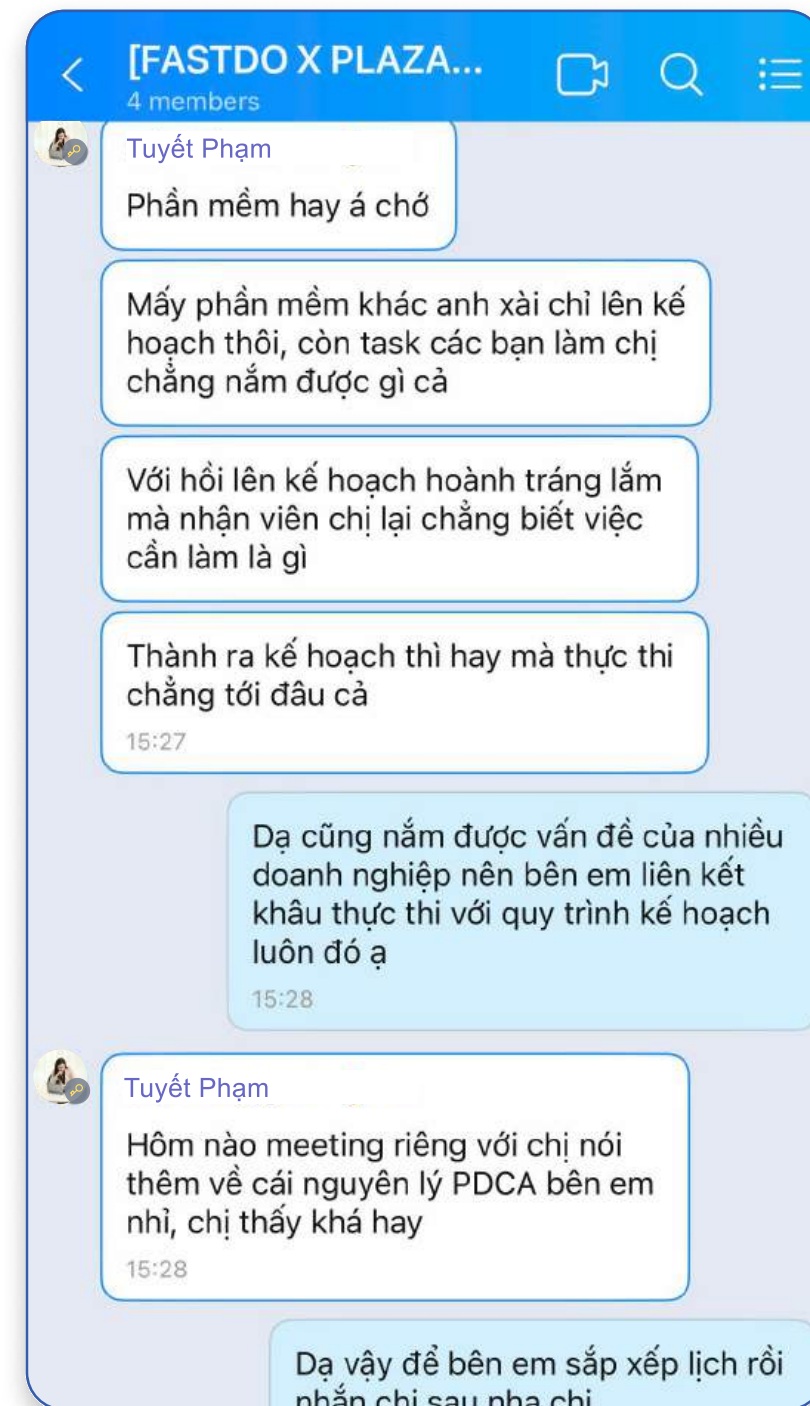 [FASTDO X PLAZA...
4 members
Tuyết Phạm
Phần mềm hay á chớ
Mấy phần mềm khác anh xài chỉ lên kế
hoạch thôi, còn task các bạn làm chị
chẳng nắm được gì cả
Với hồi lên kế hoạch hoành tráng lắm
mà nhận viên chị lại chẳng biết việc
cần làm là gì
Thành ra kế hoạch thì hay mà thực thi
chẳng tới đâu cả
15:27
Dạ cũng nắm được vấn đề của nhiều
doanh nghiệp nên bên em liên kết
khâu thực thi với quy trình kế hoạch
luôn đó ạ
15:28
Tuyết Phạm
Hôm nào meeting riêng với chị nói
thêm về cái nguyên lý PDCA bên em
nhỉ, chị thấy khá hay
15:28
Dạ vậy để bên em sắp xếp lịch rồi
nhắn chị sau nha chị